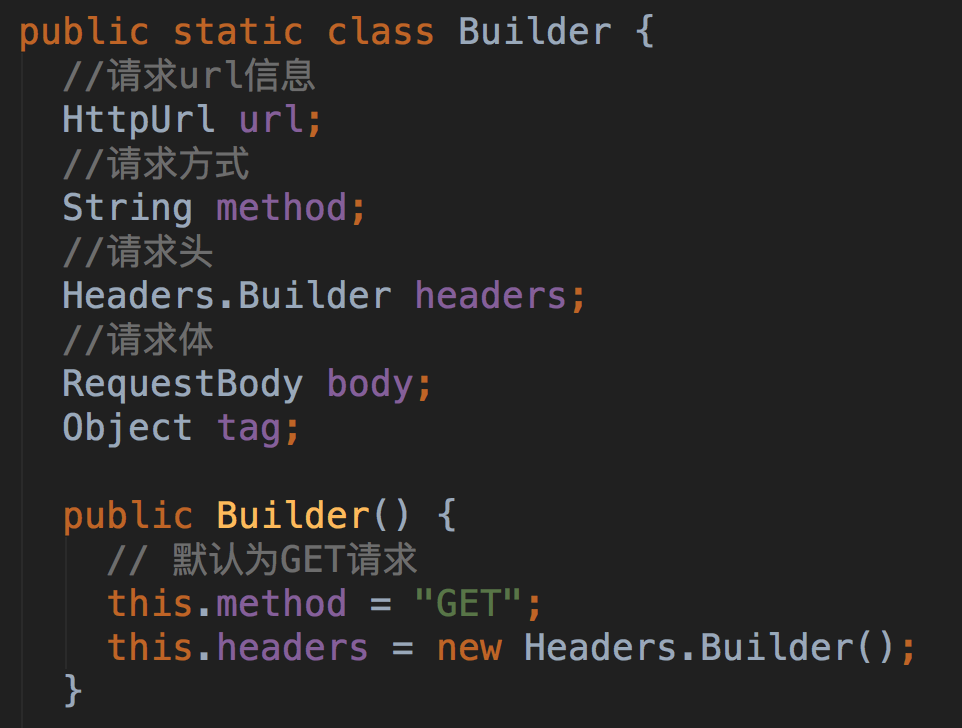 public static class Builder {
//请求url信息
HttpUrl url;
//请求方式
String method;
//请求头
Headers.Builder headers;
//请求体
RequestBody body;
Object tag;
public Builder() {
// 默认为GET请求
this.method = "GET";
this.headers = new Headers.Builder();
}